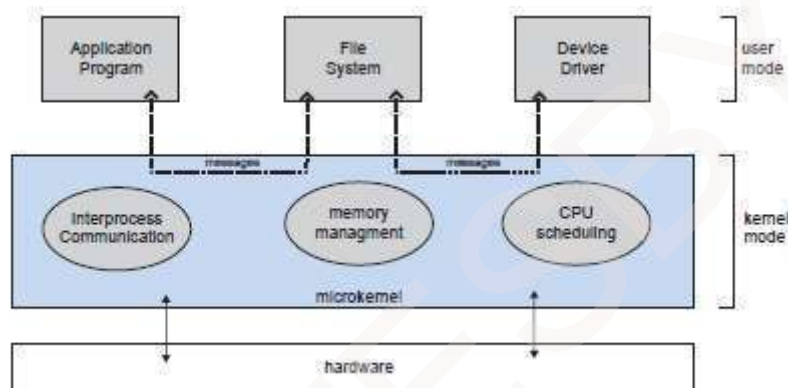 Application
Program
File
System
Device
Driver
user
mode
messages
messages
Interprocess
Communication
memory
managment
CPU
scheduling
kernel
mode
microkernel
hardware